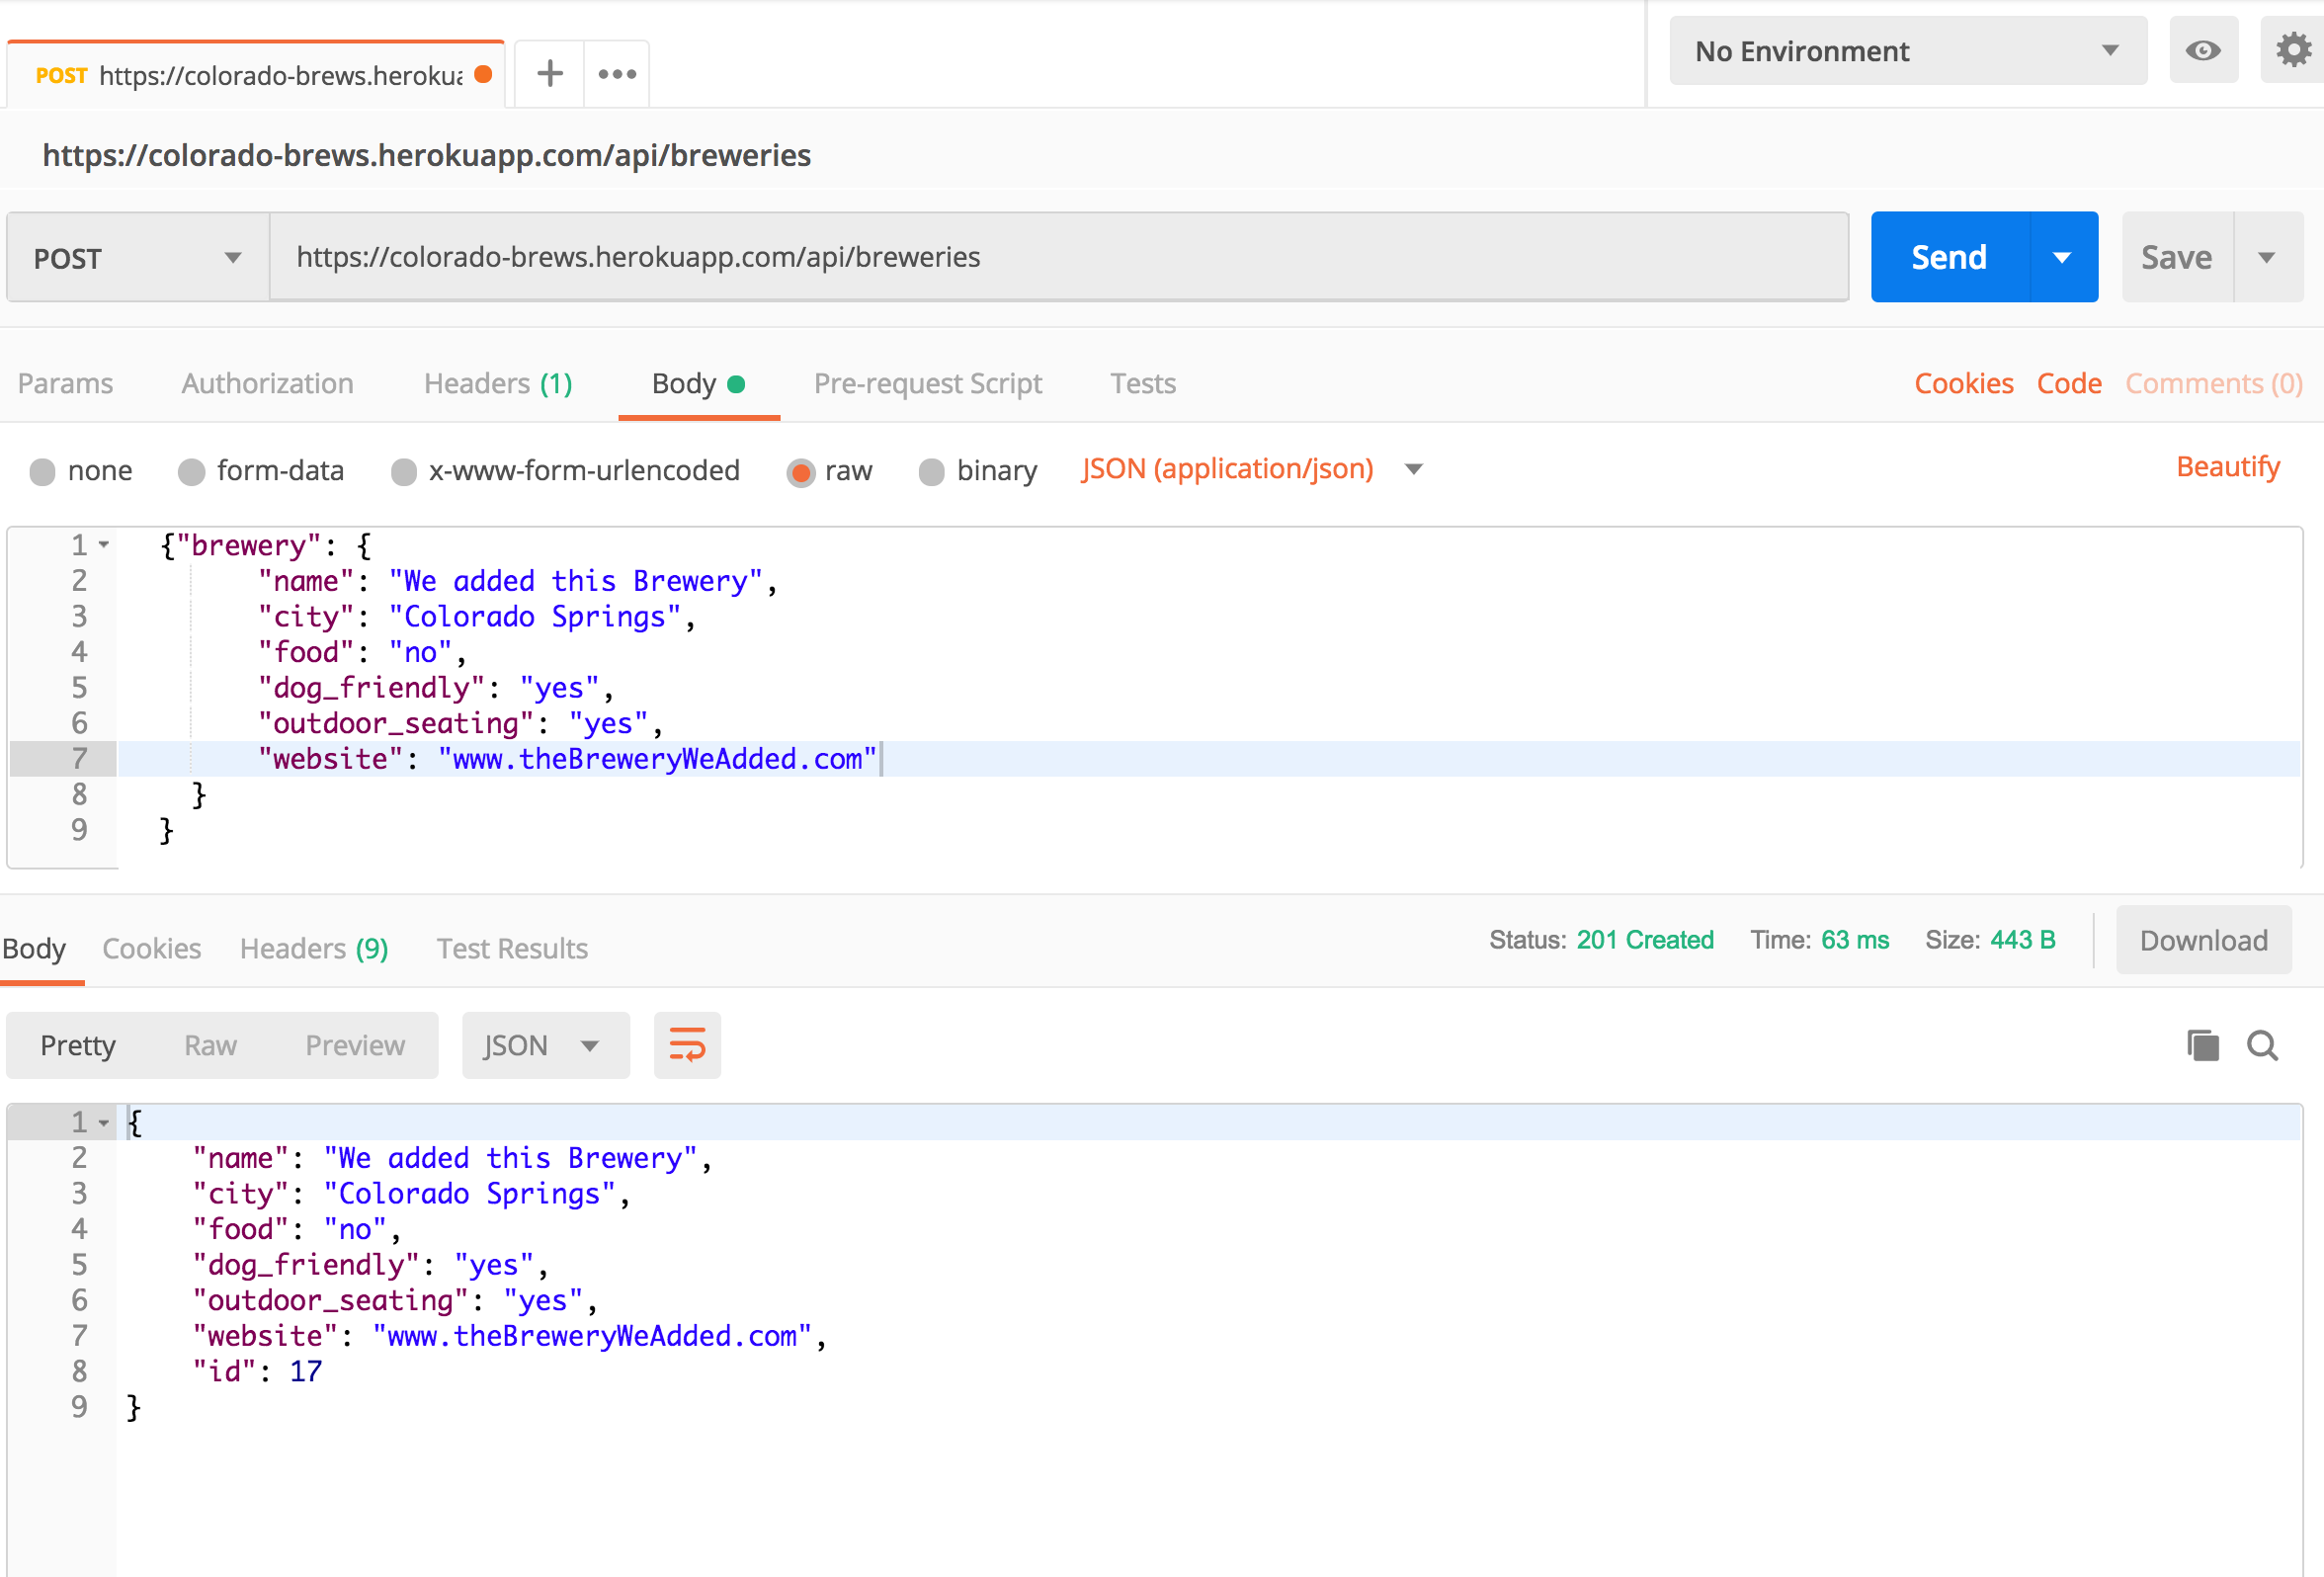 POST https://colorado-brews.herokua
No Environment
https://colorado-brews.herokuapp.com/api/breweries
POST https://colorado-brews.herokuapp.com/api/breweries Send Save
Params Authorization Headers (1) Body Pre-request Script Tests Cookies Code Comments (0)
none form-data x-www-form-urlencoded raw binary JSON (application/json) Beautify
1 {"brewery": {
2 "name": "We added this Brewery",
3 "city": "Colorado Springs",
4 "food": "no",
5 "dog_friendly": "yes",
6 "outdoor_seating": "yes",
7 "website": "www.theBreweryWeAdded.com"
8 }
9 }
Body Cookies Headers (9) Test Results Status: 201 Created Time: 63 ms Size: 443 B Download
Pretty Raw Preview JSON
1 {
2 "name": "We added this Brewery",
3 "city": "Colorado Springs",
4 "food": "no",
5 "dog_friendly": "yes",
6 "outdoor_seating": "yes",
7 "website": "www.theBreweryWeAdded.com",
8 "id": 17
9 }